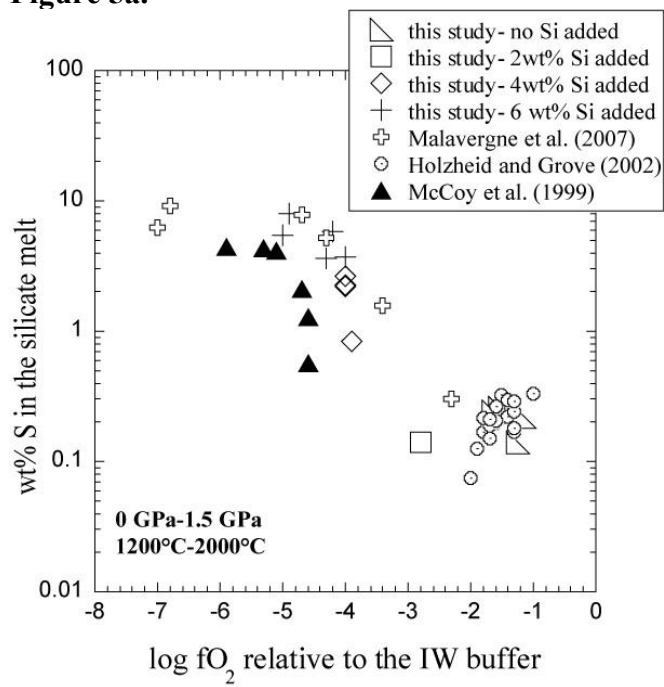 Figure 5a.
this study- no Si added
this study- 2wt% Si added
this study- 4wt% Si added
this study- 6 wt% Si added
Malavergne et al. (2007)
Holzheid and Grove (2002)
McCoy et al. (1999)
100
10
1
0.1
0.01
wt% S in the silicate melt
0 GPa-1.5 GPa
1200°C-2000°C
-8 -7 -6 -5 -4 -3 -2 -1 0
log fO2 relative to the IW buffer